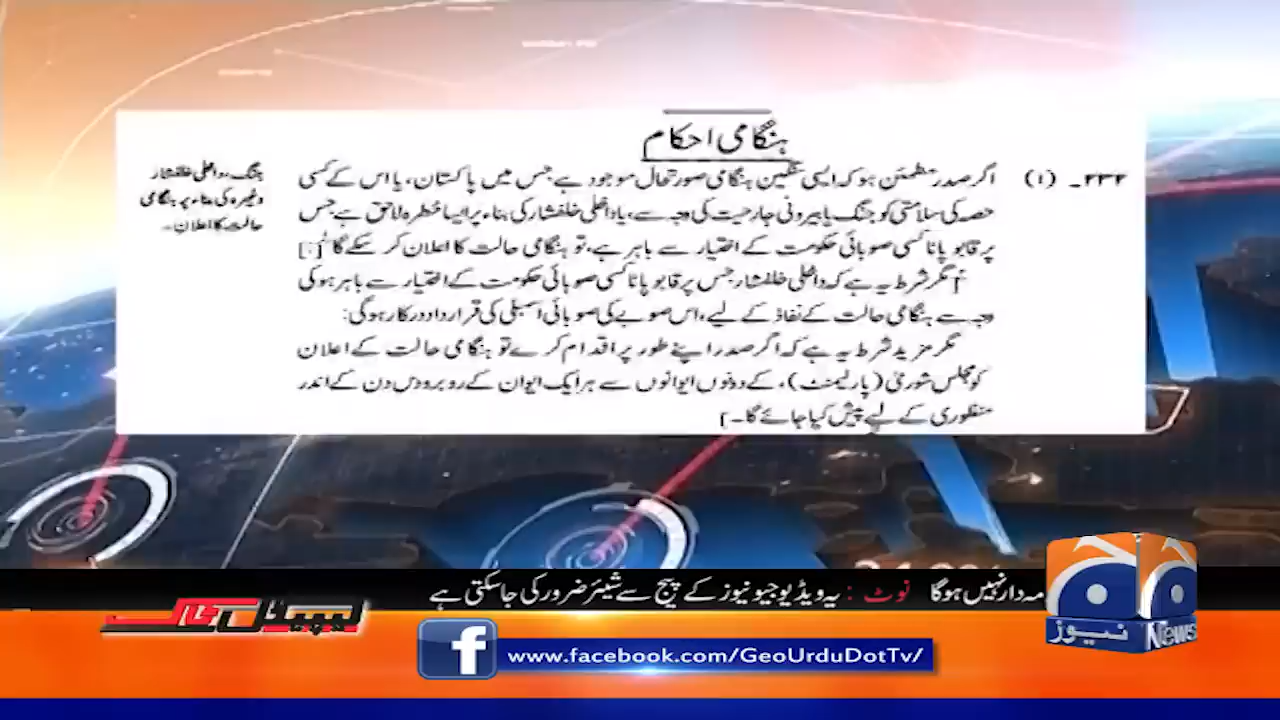 ہنگامی احکام
۲۳۲۔ (۱) اگر صدر مطمئن ہو کہ ایسی سنگین ہنگامی صورتحال موجود ہے جس میں پاکستان، یا اس کے کسی
حصہ کی سلامتی کو جنگ یا بیرونی جارحیت کی وجہ سے، یا داخلی خلفشار کی بناء پر ایسا خطرہ لاحق ہے جس
پر قابو پانا کسی صوبائی حکومت کے اختیار سے باہر ہے، تو ہنگامی حالت کا اعلان کر سکے گا [:]
[مگر شرط یہ ہے کہ داخلی خلفشار جس پر قابو پانا کسی صوبائی حکومت کے اختیار سے باہر ہو کی
وجہ سے ہنگامی حالت کے نفاذ کے لیے، اس صوبے کی صوبائی اسمبلی کی قرارداد درکار ہوگی:
مگر مزید شرط یہ ہے کہ اگر صدر اپنے طور پر اقدام کرے تو ہنگامی حالت کے اعلان
کو مجلس شوریٰ (پارلیمنٹ)، کے دونوں ایوانوں سے ہر ایک ایوان کے روبرو دس دن کے اندر
منظوری کے لیے پیش کیا جائے گا۔]
جنگ، داخلی خلفشار
وغیرہ کی بناء پر ہنگامی
حالت کا اعلان۔
مہ دار نہیں ہوگا نوٹ : یہ ویڈیو جیو نیوز کے پیج سے شیئر ضرور کی جاسکتی ہے
نیوز News
f www.facebook.com/GeoUrduDotTv/